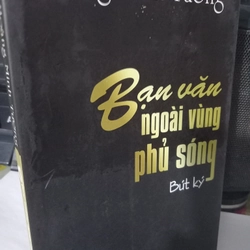 Bạn văn
ngoài vùng
phủ sóng
Bút ký